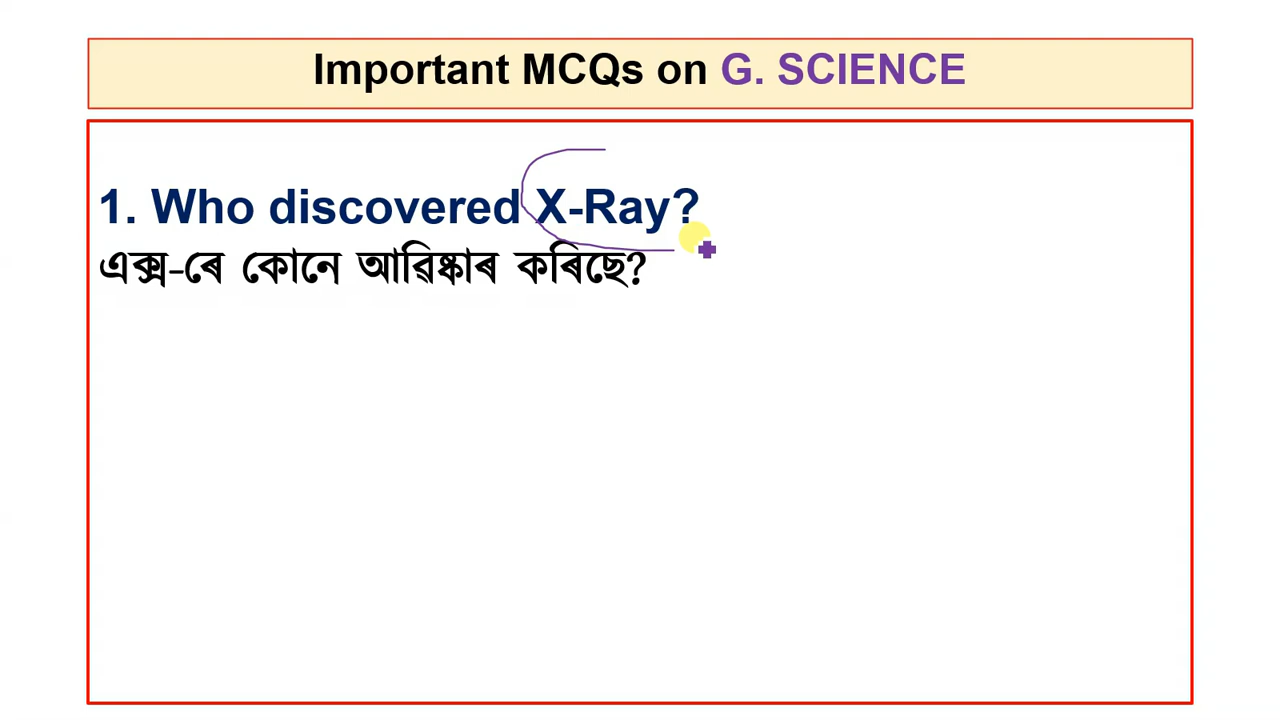 Important MCQs on G. SCIENCE
1. Who discovered X-Ray?
এক্স-ৰে কোনে আৱিষ্কাৰ কৰিছে?